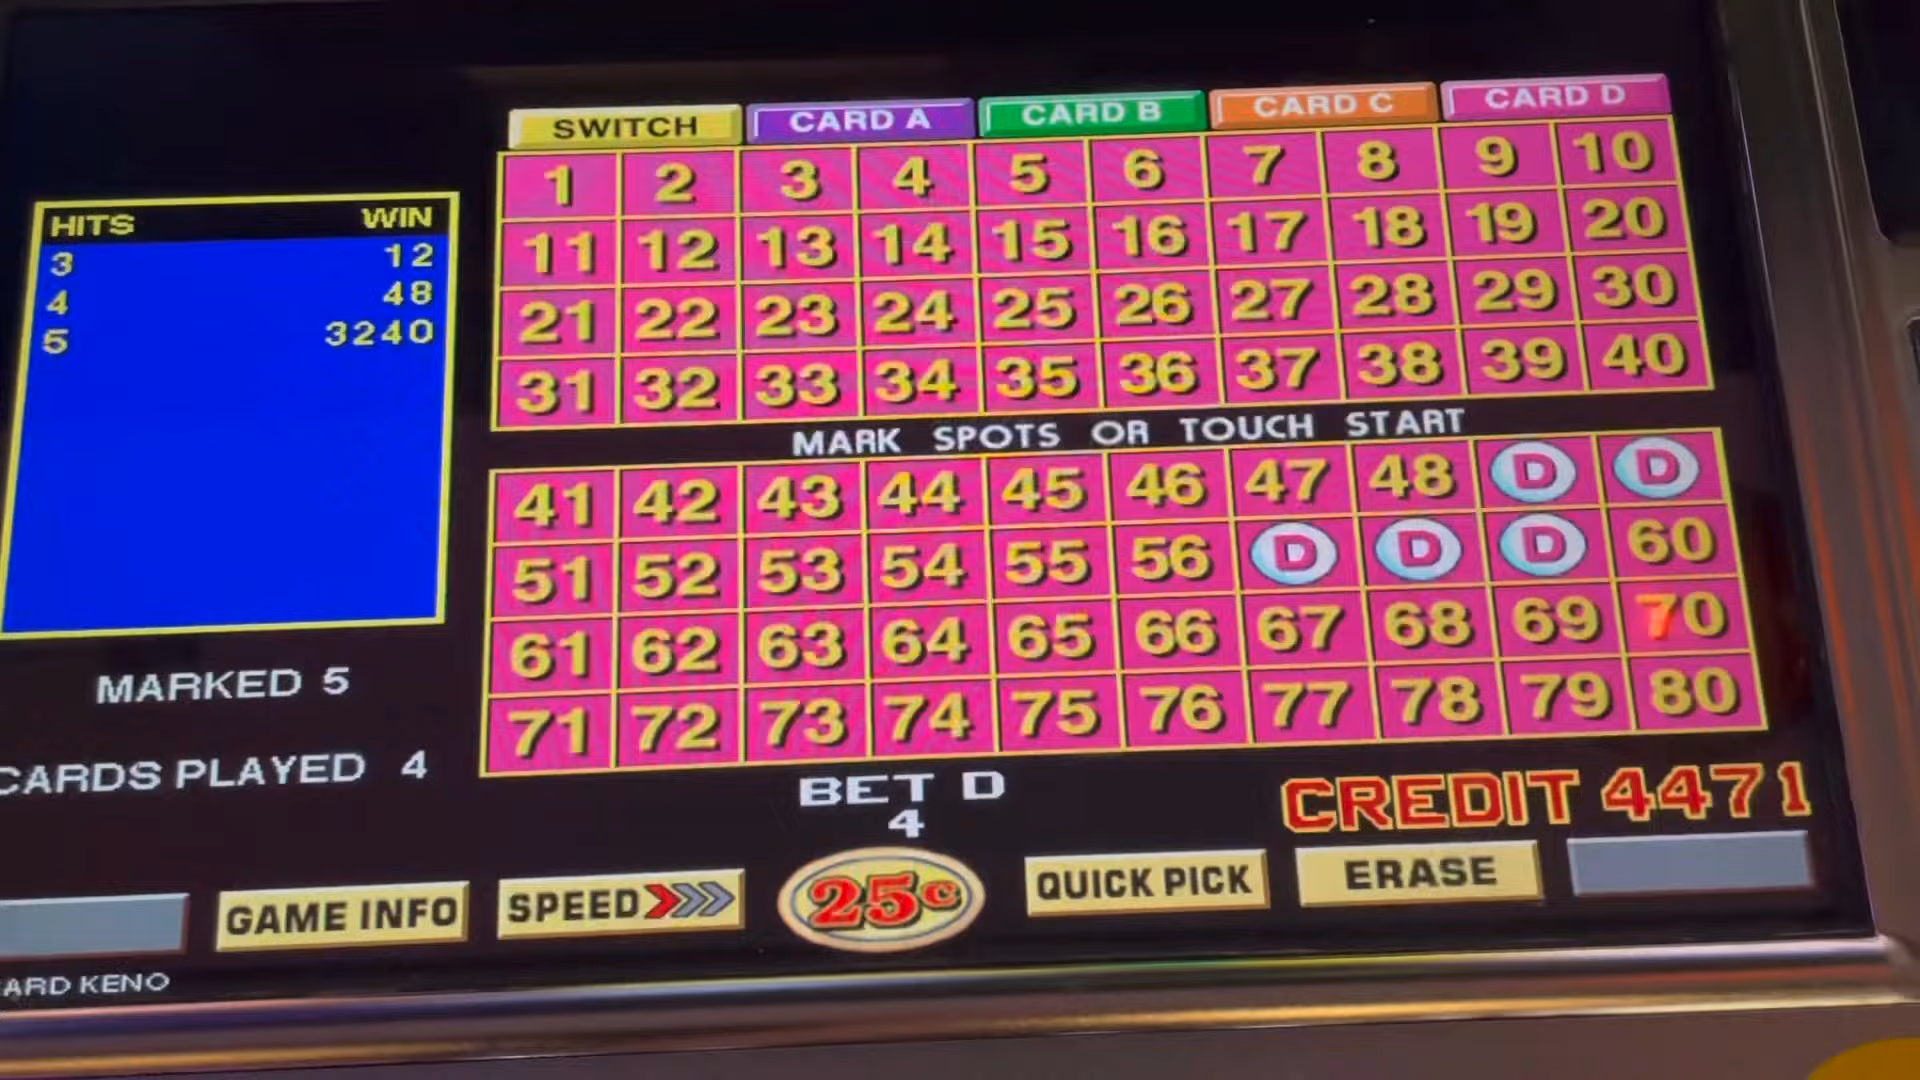 SWITCH CARD A CARD B CARD C CARD D
HITS WIN
3 12
4 48
5 3240
1 2 3 4 5 6 7 8 9 10
11 12 13 14 15 16 17 18 19 20
21 22 23 24 25 26 27 28 29 30
31 32 33 34 35 36 37 38 39 40
MARK SPOTS OR TOUCH START
41 42 43 44 45 46 47 48 D D
51 52 53 54 55 56 D D D 60
61 62 63 64 65 66 67 68 69 70
71 72 73 74 75 76 77 78 79 80
MARKED 5
CARDS PLAYED 4
BET D
4
CREDIT 4471
GAME INFO
SPEED
25¢
QUICK PICK
ERASE
ARD KENO